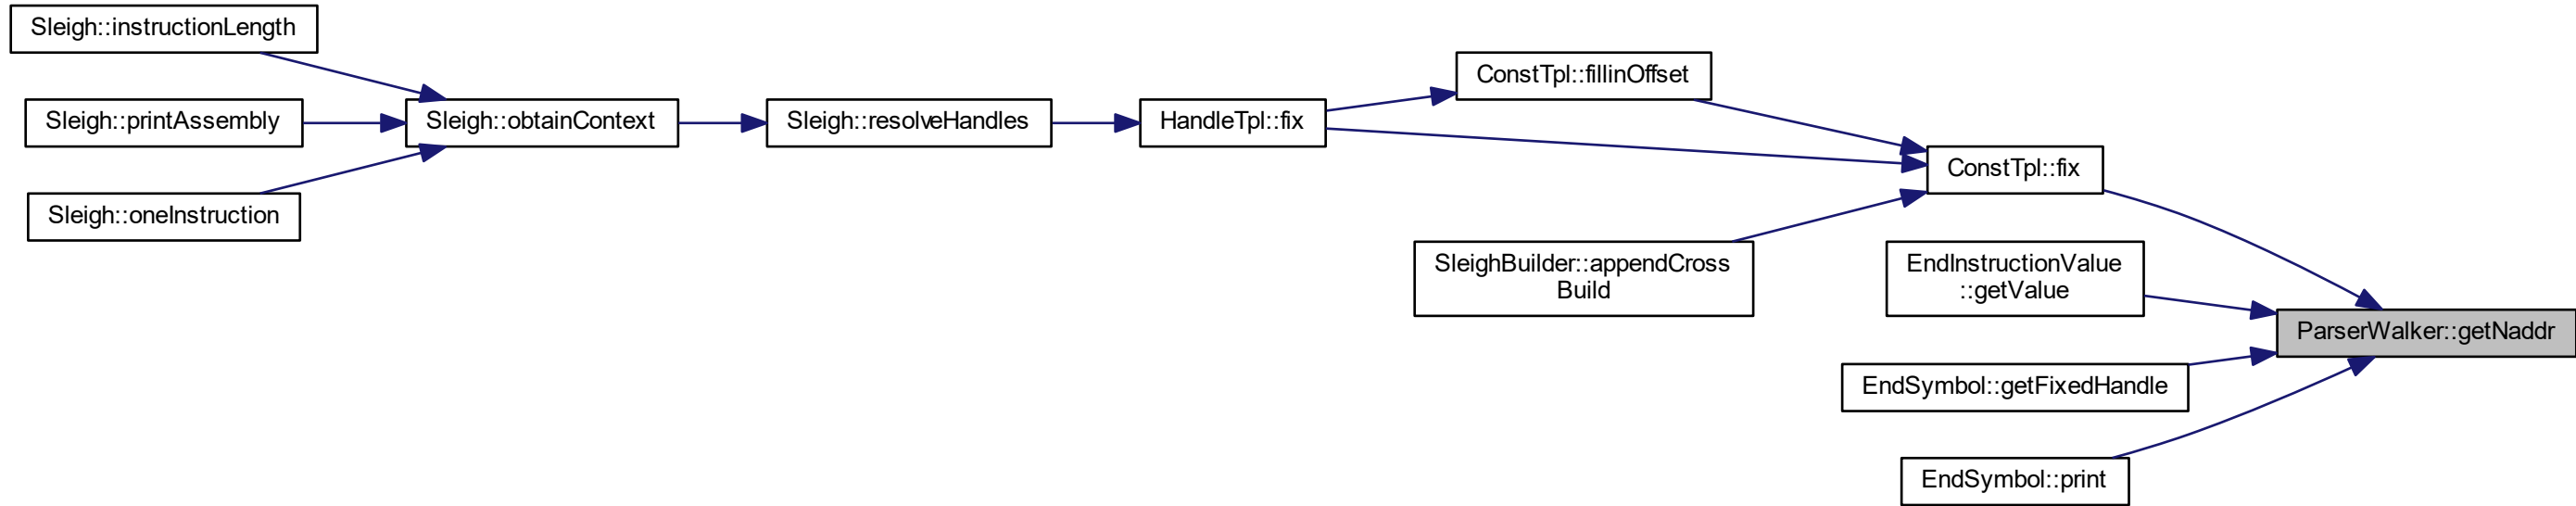 Sleigh::instructionLength
Sleigh::printAssembly
Sleigh::oneInstruction
Sleigh::obtainContext
Sleigh::resolveHandles
HandleTpl::fix
ConstTpl::fillinOffset
SleighBuilder::appendCross
Build
ConstTpl::fix
EndInstructionValue
::getValue
EndSymbol::getFixedHandle
EndSymbol::print
ParserWalker::getNaddr